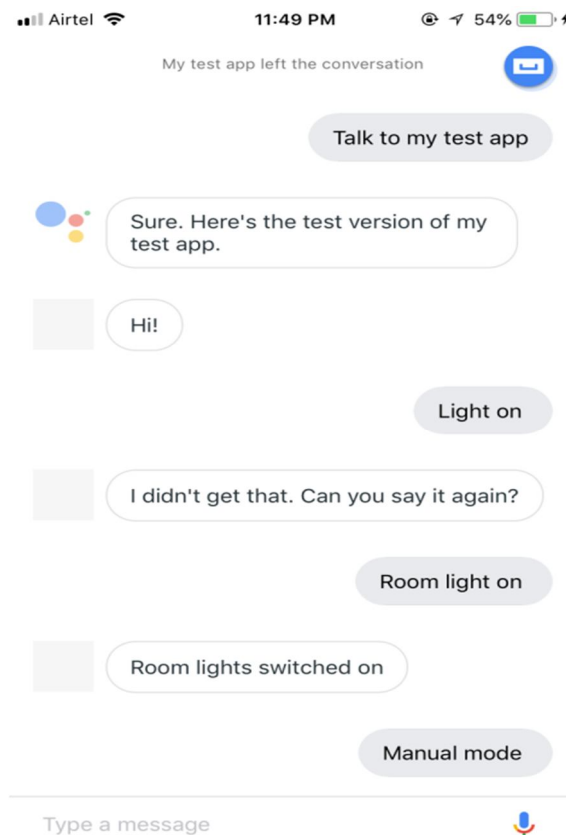 Airtel 11:49 PM 54%
My test app left the conversation
Talk to my test app
Sure. Here's the test version of my
test app.
Hi!
Light on
I didn't get that. Can you say it again?
Room light on
Room lights switched on
Manual mode
Type a message